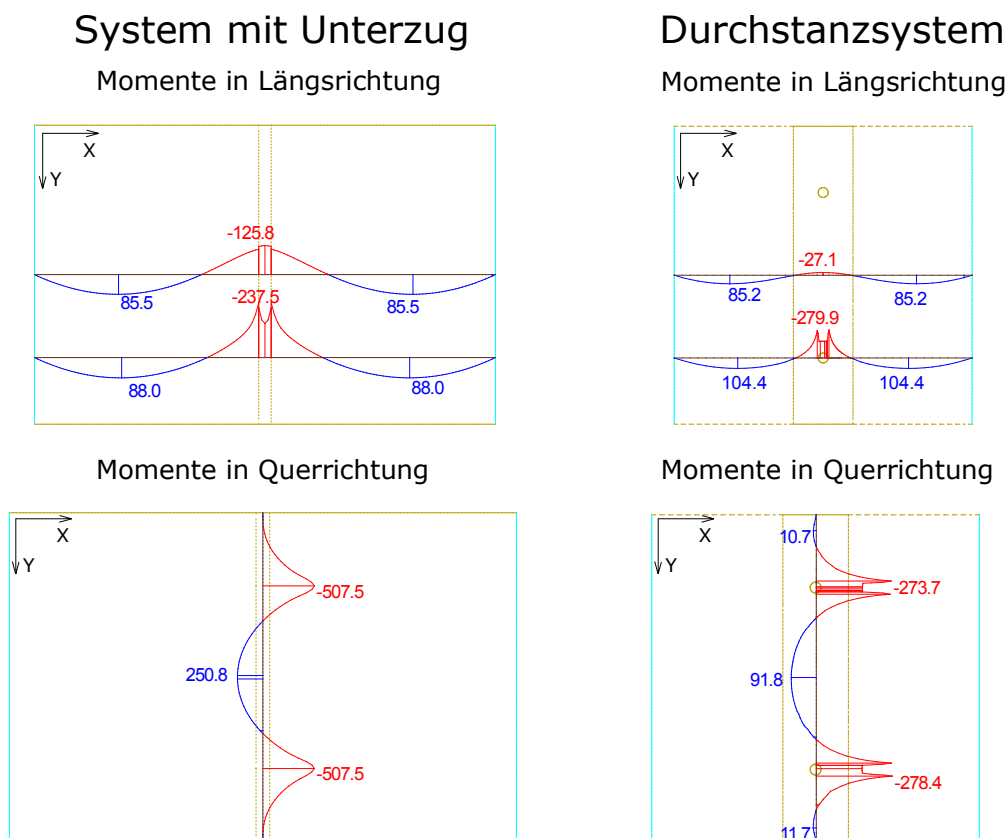 System mit Unterzug
Momente in Längsrichtung
X
Y
-125.8
85.5
85.5
-237.5
88.0
88.0
Momente in Querrichtung
X
Y
-507.5
250.8
-507.5
Durchstanzsystem
Momente in Längsrichtung
X
Y
-27.1
85.2
85.2
-279.9
104.4
104.4
Momente in Querrichtung
X
Y
10.7
-273.7
91.8
-278.4
11.7